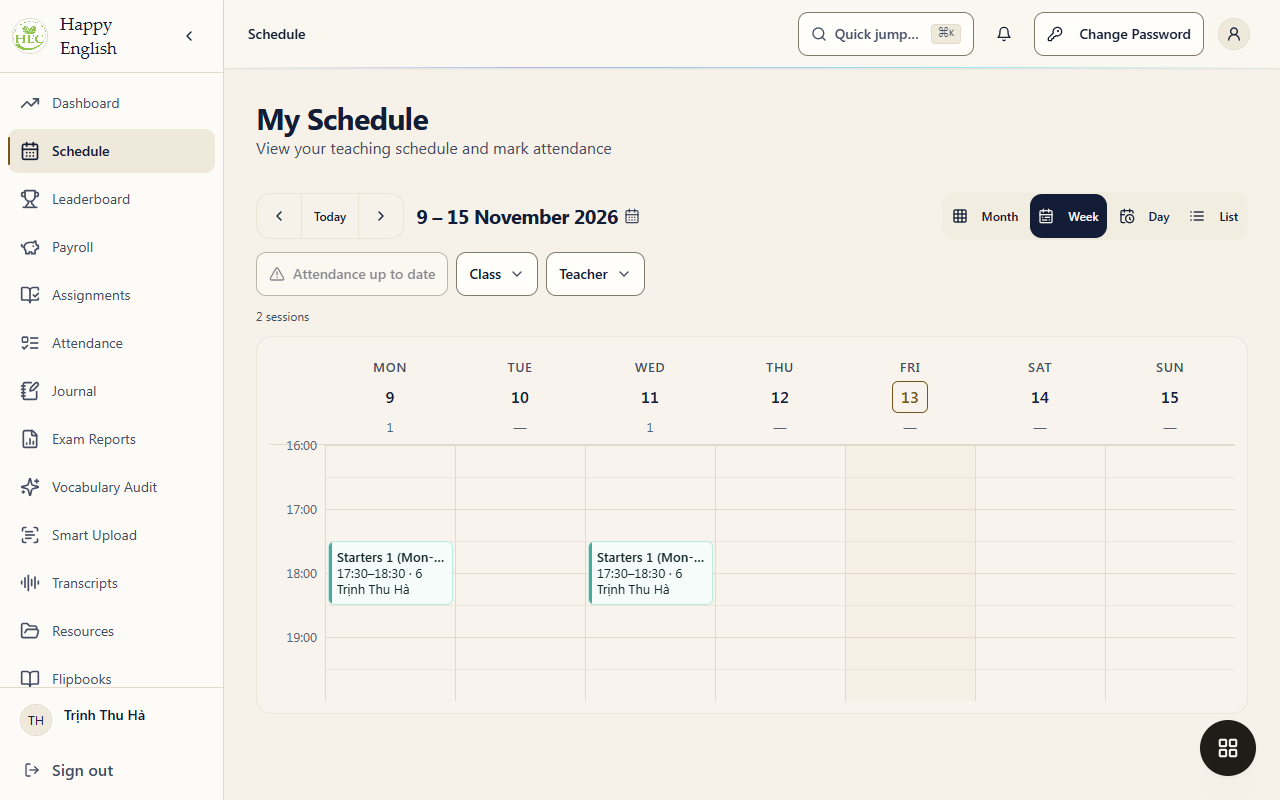 HEC
Happy English
Schedule
Quick jump...
⌘K
Change Password
Dashboard
Schedule
Leaderboard
Payroll
Assignments
Attendance
Journal
Exam Reports
Vocabulary Audit
Smart Upload
Transcripts
Resources
Flipbooks
TH
Trịnh Thu Hà
Sign out
My Schedule
View your teaching schedule and mark attendance
Today
9 – 15 November 2026
Month
Week
Day
List
Attendance up to date
Class
Teacher
2 sessions
MON TUE WED THU FRI SAT SUN
9 10 11 12 13 14 15
1 — 1 — — — —
16:00
17:00
18:00
19:00
Starters 1 (Mon-...
17:30–18:30 · 6
Trịnh Thu Hà
Starters 1 (Mon-...
17:30–18:30 · 6
Trịnh Thu Hà